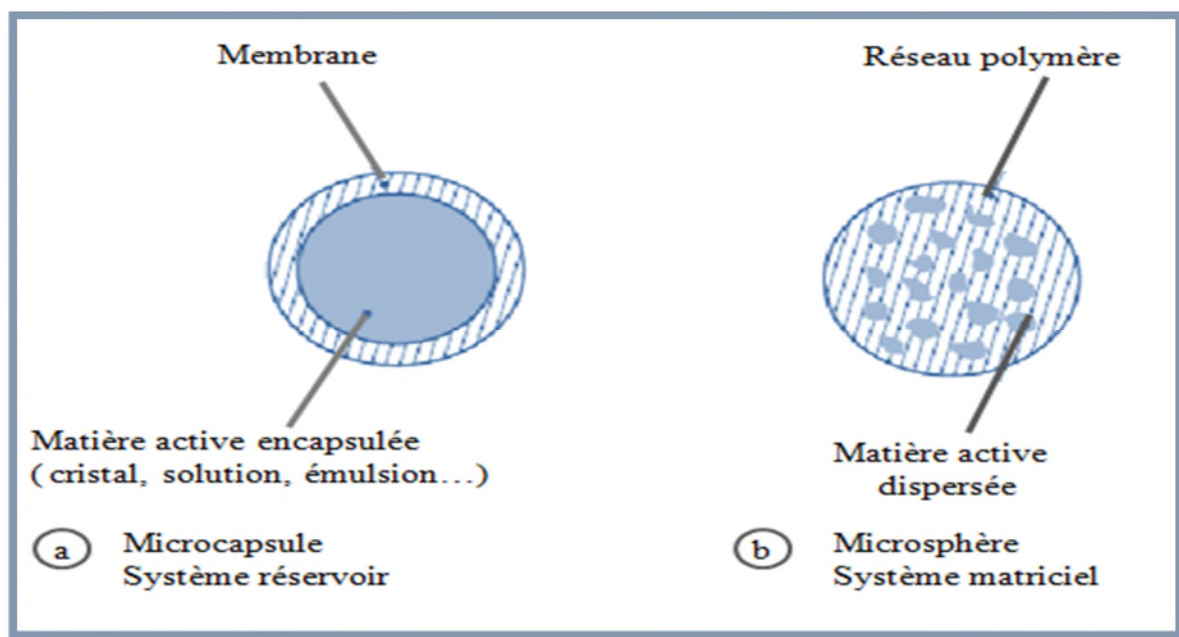 Membrane
Réseau polymère
Matière active encapsulée
( cristal, solution, émulsion...)
Matière active
dispersée
a Microcapsule
Système réservoir
b Microsphère
Système matriciel